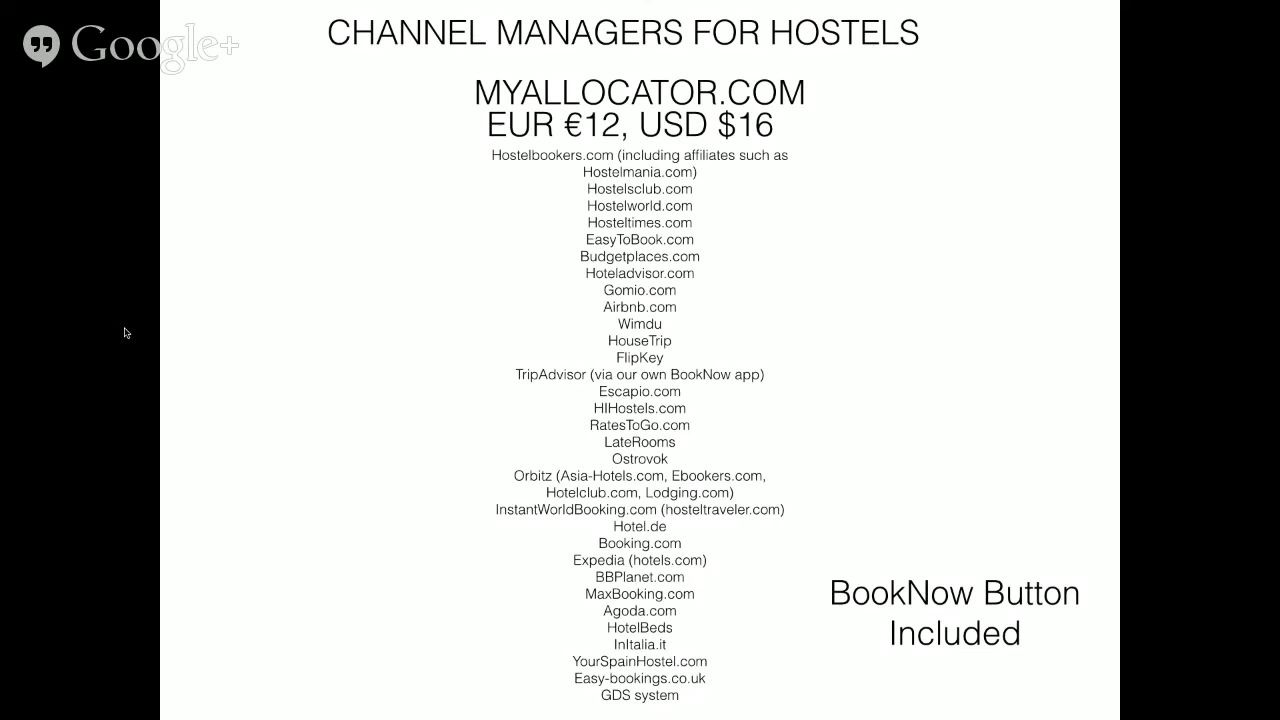 Google+
CHANNEL MANAGERS FOR HOSTELS
MYALLOCATOR.COM
EUR €12, USD $16
Hostelbookers.com (including affiliates such as
Hostelmania.com)
Hostelsclub.com
Hostelworld.com
Hosteltimes.com
EasyToBook.com
Budgetplaces.com
Hoteladvisor.com
Gomio.com
Airbnb.com
Wimdu
HouseTrip
FlipKey
TripAdvisor (via our own BookNow app)
Escapio.com
HIHostels.com
RatesToGo.com
LateRooms
Ostrovok
Orbitz (Asia-Hotels.com, Ebookers.com,
Hotelclub.com, Lodging.com)
InstantWorldBooking.com (hosteltraveler.com)
Hotel.de
Booking.com
Expedia (hotels.com)
BBPlanet.com
MaxBooking.com
Agoda.com
HotelBeds
InItalia.it
YourSpainHostel.com
Easy-bookings.co.uk
GDS system
BookNow Button
Included